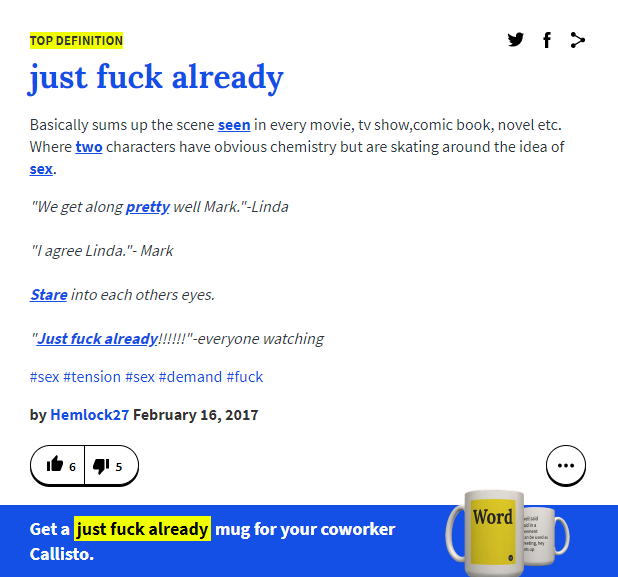 TOP DEFINITION
just fuck already
Basically sums up the scene seen in every movie, tv show,comic book, novel etc.
Where two characters have obvious chemistry but are skating around the idea of
sex.
"We get along pretty well Mark."-Linda
"I agree Linda."- Mark
Stare into each others eyes.
"Just fuck already!!!!!!"-everyone watching
#sex #tension #sex #demand #fuck
by Hemlock27 February 16, 2017
6 5
Get a just fuck already mug for your coworker
Callisto.
Word